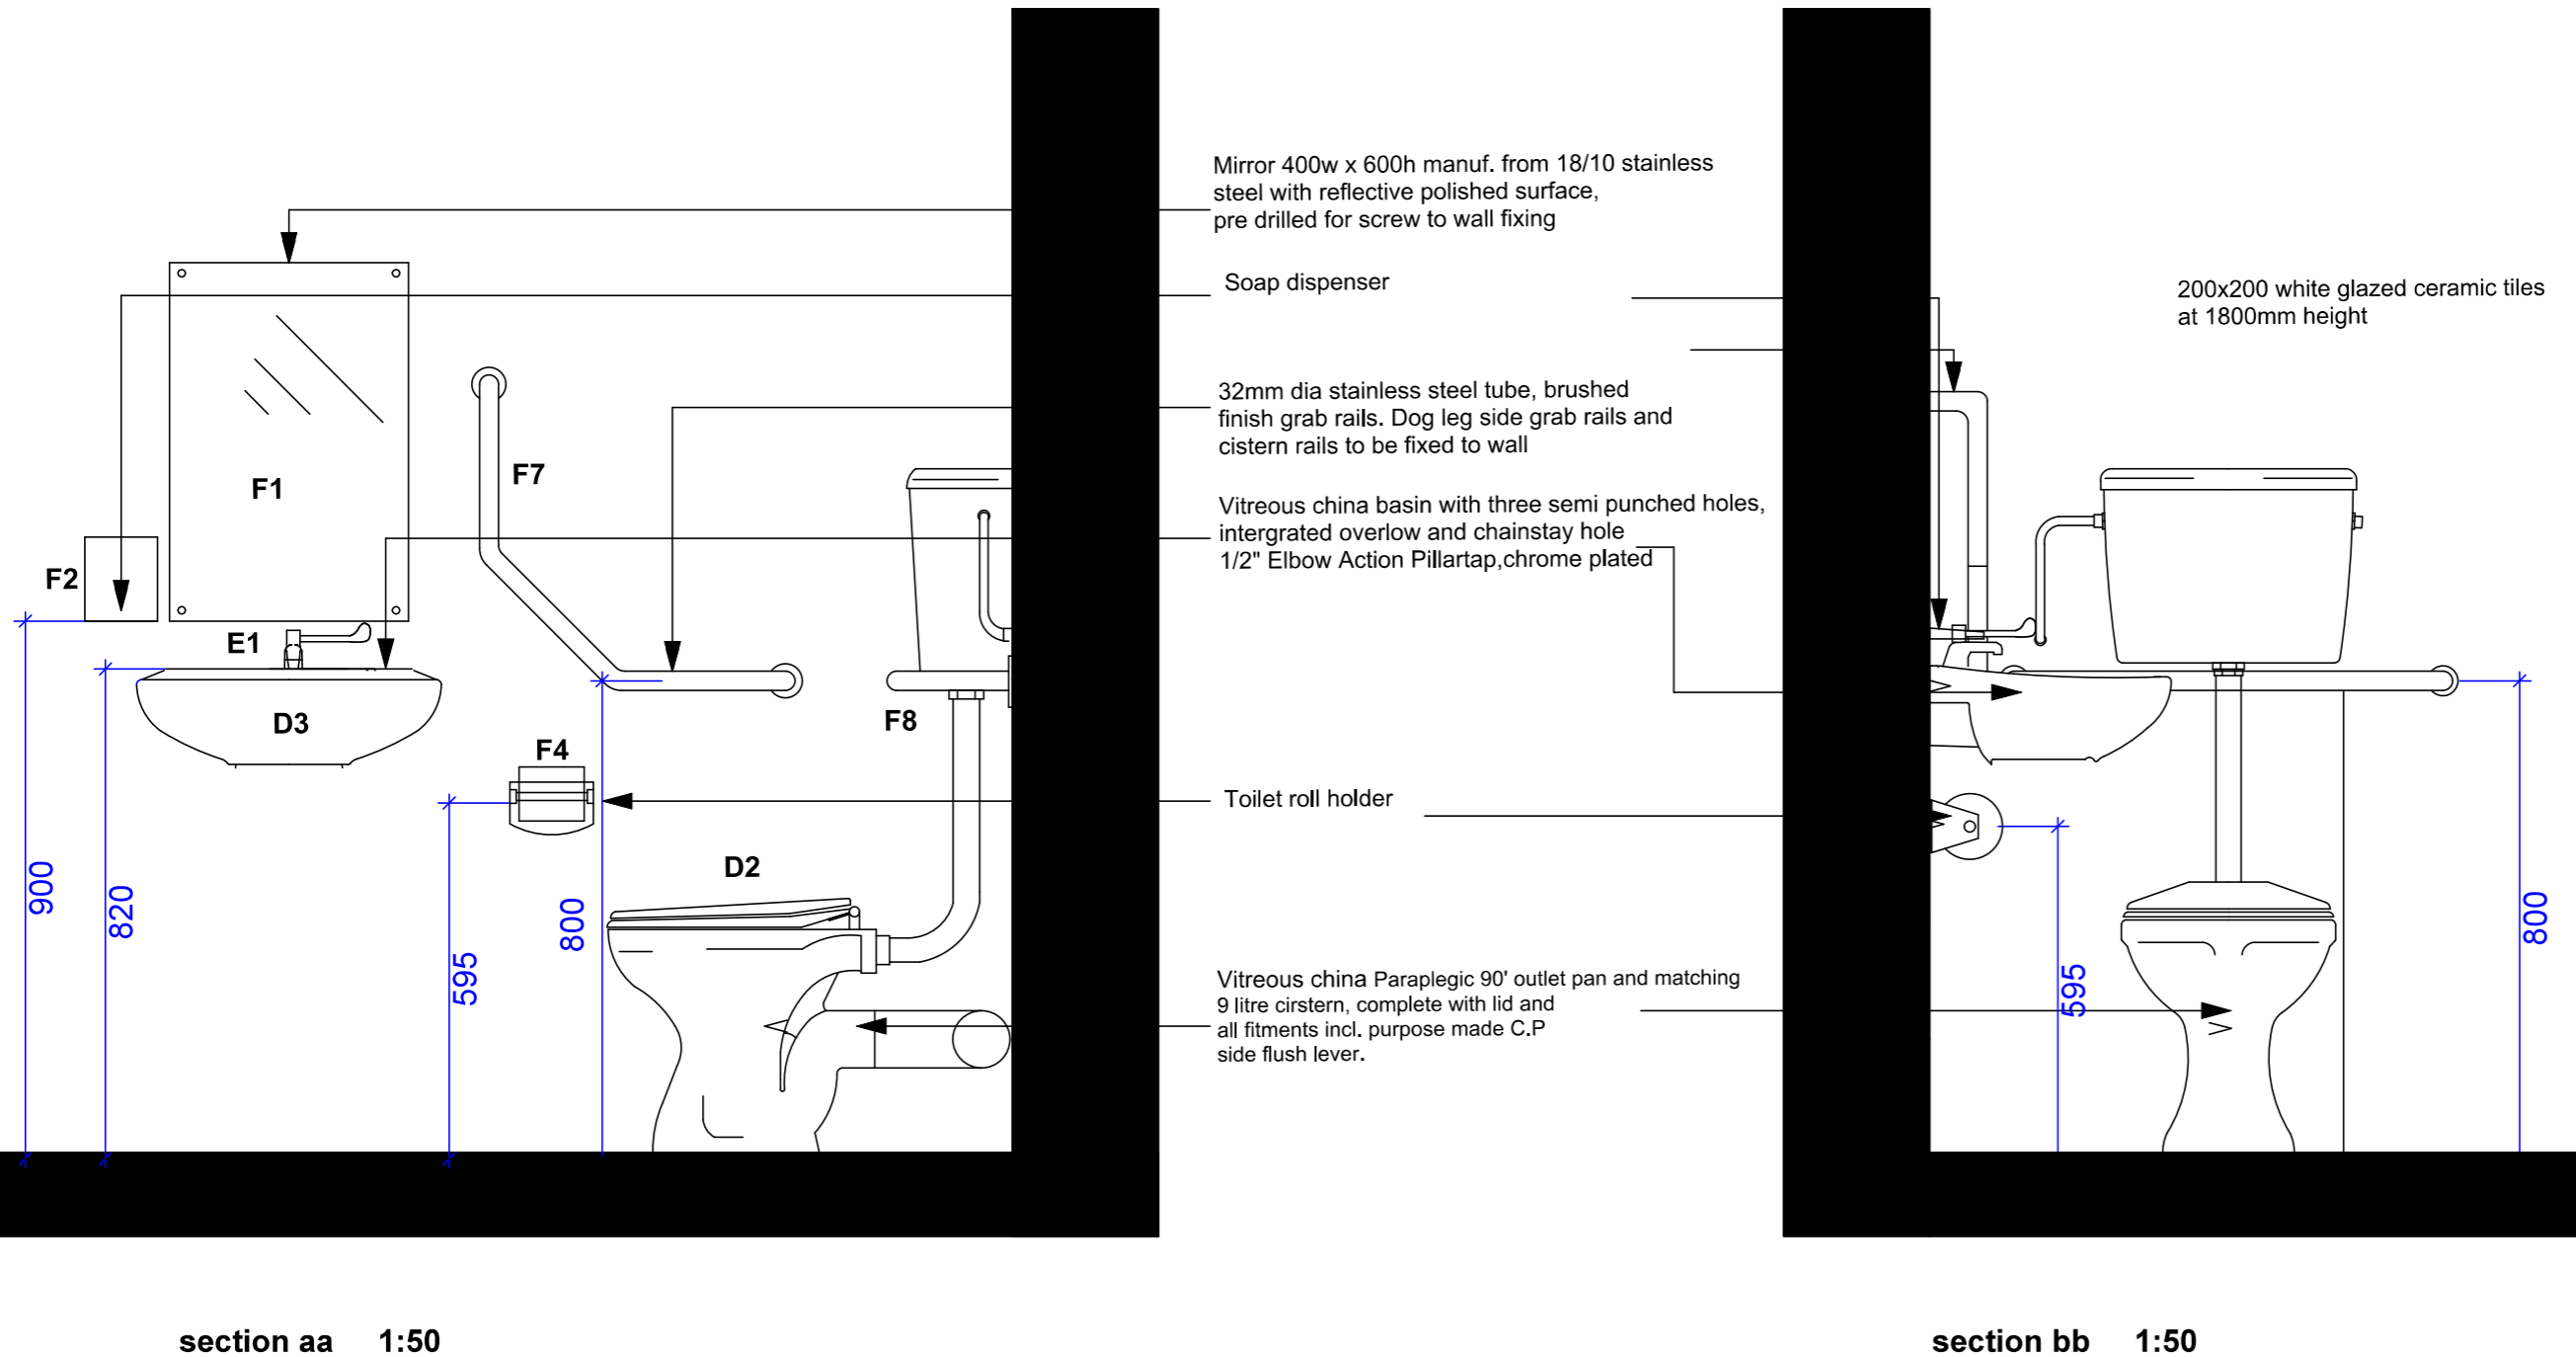 Mirror 400w x 600h manuf. from 18/10 stainless
steel with reflective polished surface,
pre drilled for screw to wall fixing
Soap dispenser
200x200 white glazed ceramic tiles
at 1800mm height
32mm dia stainless steel tube, brushed
finish grab rails. Dog leg side grab rails and
cistern rails to be fixed to wall
Vitreous china basin with three semi punched holes,
intergrated overlow and chainstay hole
1/2" Elbow Action Pillartap,chrome plated
F7
F1
F2
E1
D3
F8
F4
Toilet roll holder
D2
900
820
595
800
Vitreous china Paraplegic 90' outlet pan and matching
9 litre cirstern, complete with lid and
all fitments incl. purpose made C.P
side flush lever.
595
800
section aa 1:50
section bb 1:50